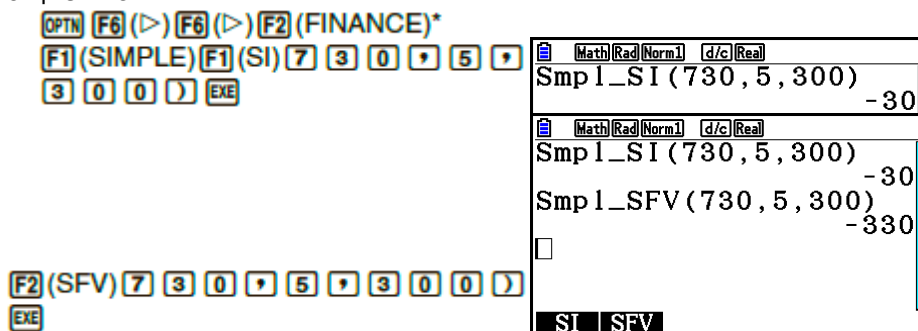 OPTN F6 (▷) F6 (▷) F2 (FINANCE)*
F1 (SIMPLE) F1 (SI) 7 3 0 , 5 ,
3 0 0 ) EXE
Math Rad Norm1 d/c Real
Smpl_SI(730,5,300)
-30
Math Rad Norm1 d/c Real
Smpl_SI(730,5,300)
-30
Smpl_SFV(730,5,300)
-330
F2 (SFV) 7 3 0 , 5 , 3 0 0 )
EXE
SI SFV